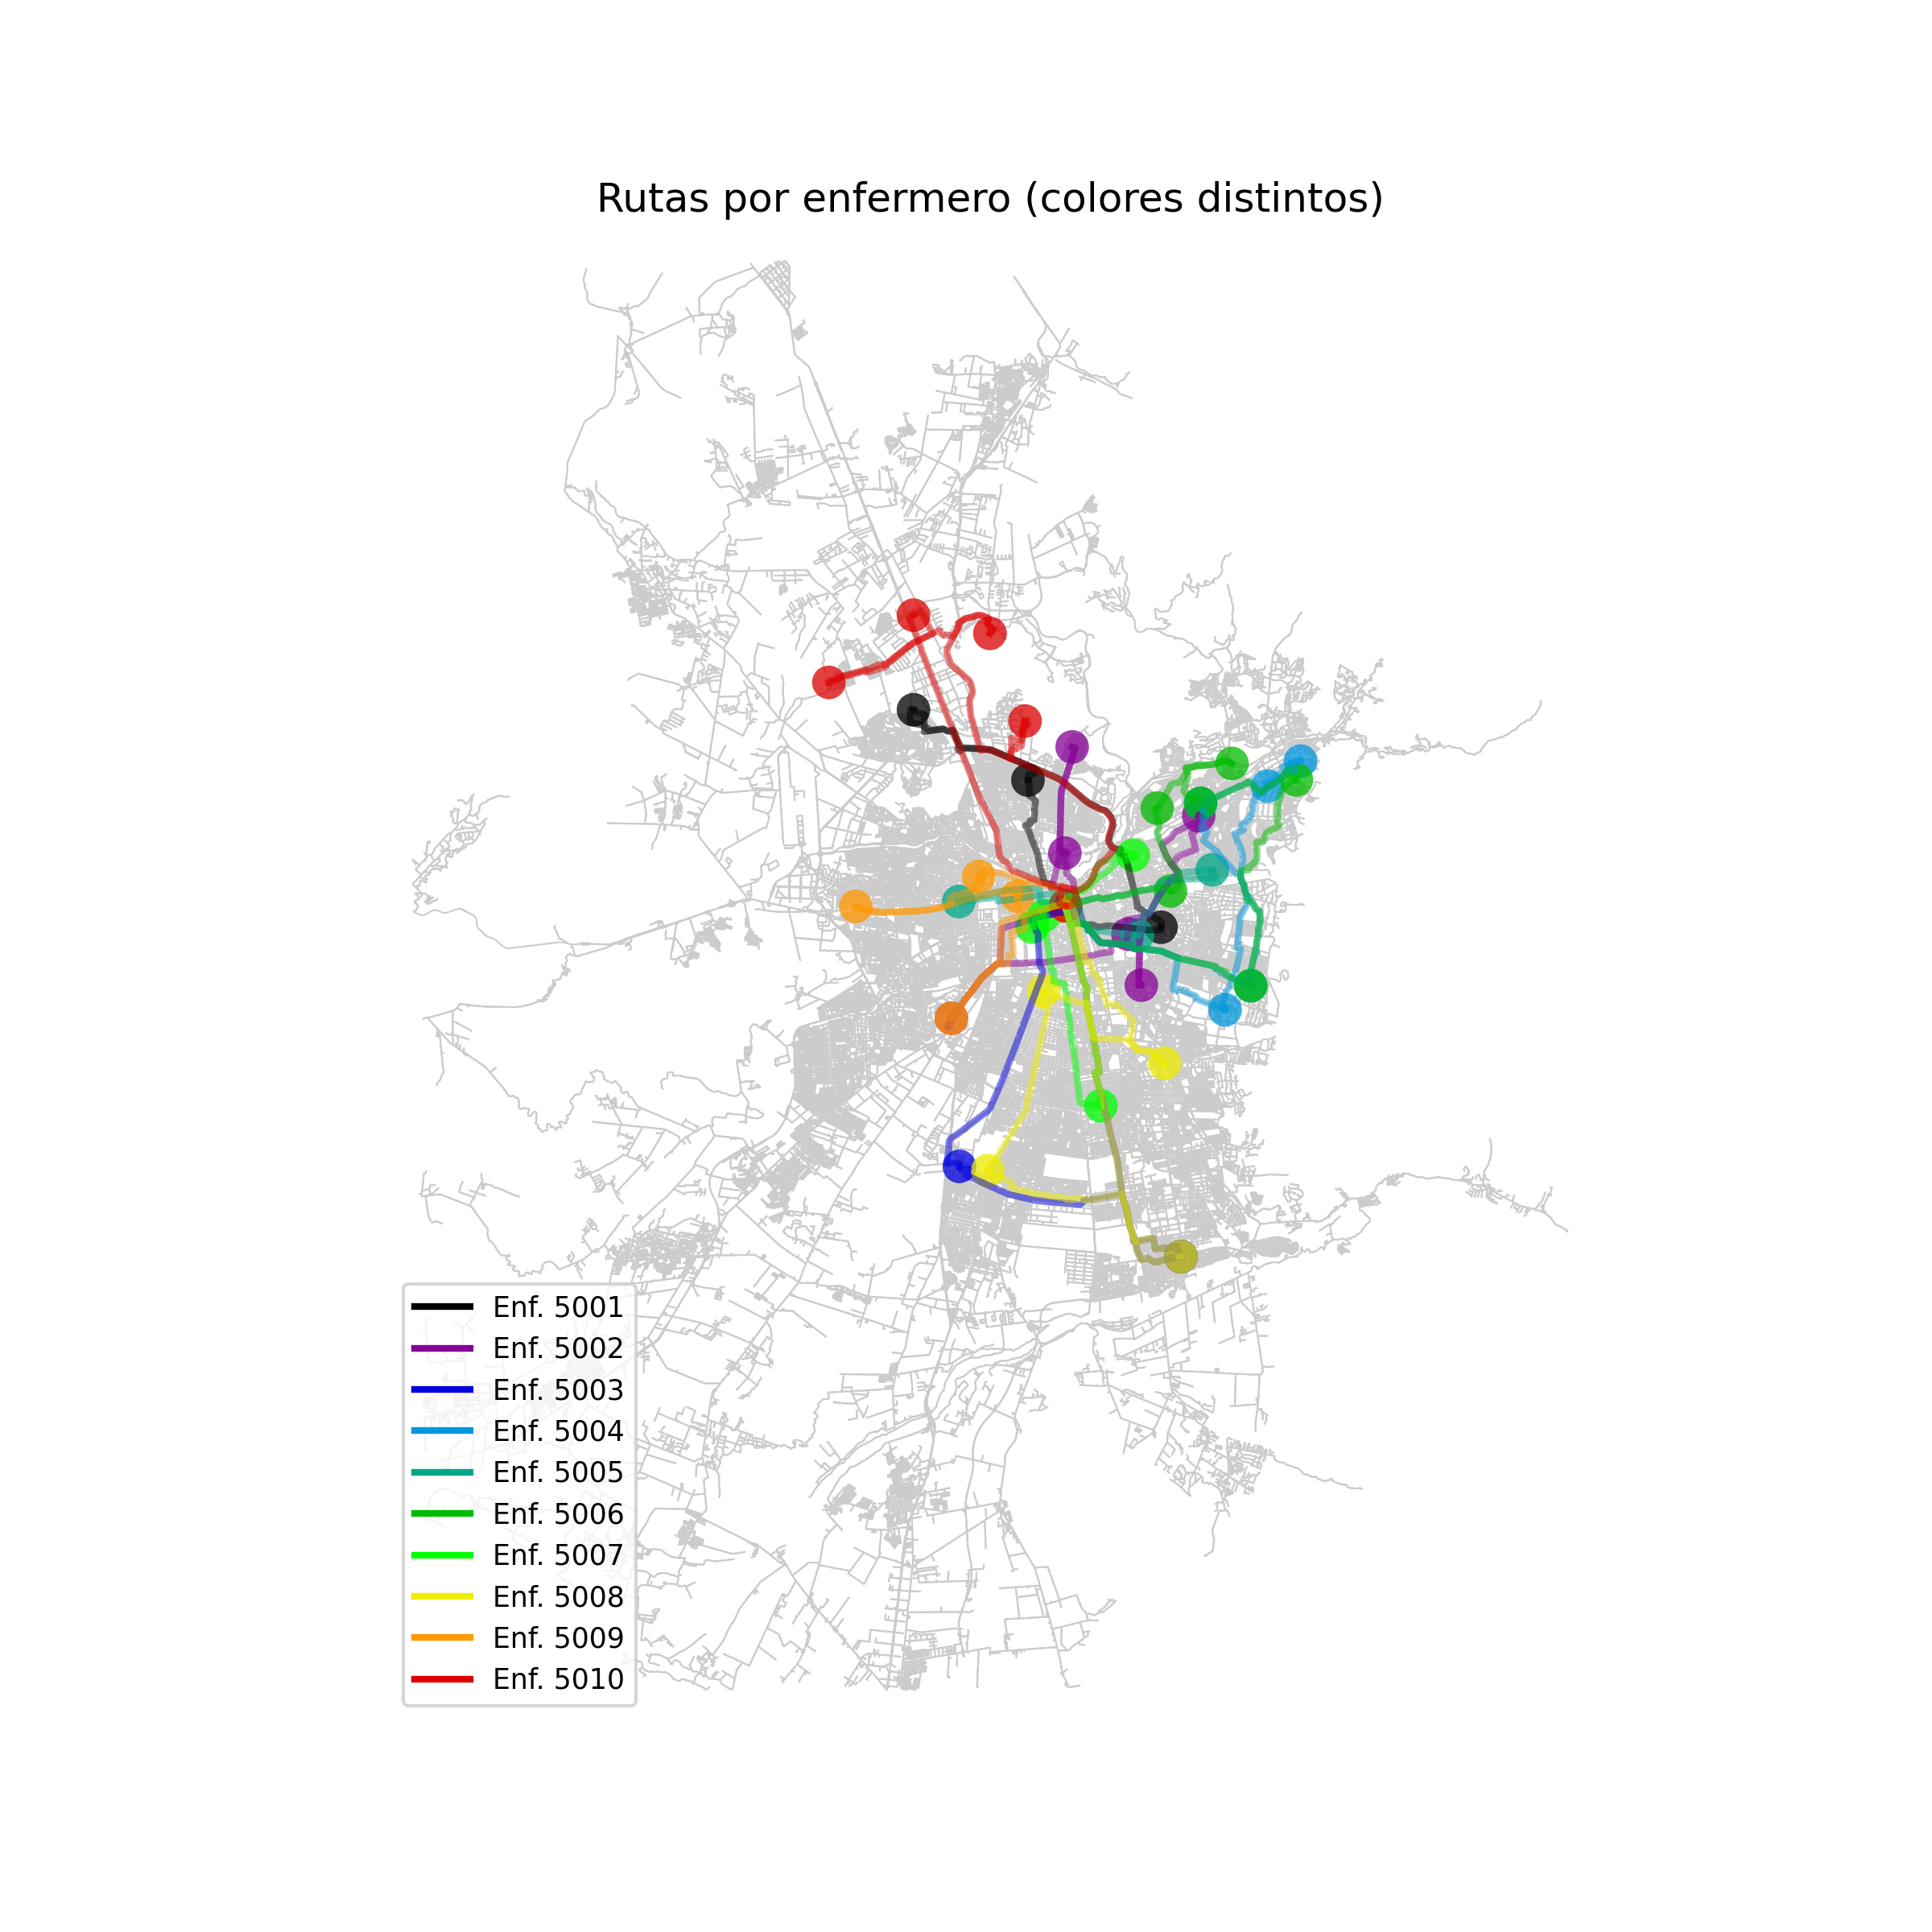 Rutas por enfermero (colores distintos)
Enf. 5001
Enf. 5002
Enf. 5003
Enf. 5004
Enf. 5005
Enf. 5006
Enf. 5007
Enf. 5008
Enf. 5009
Enf. 5010